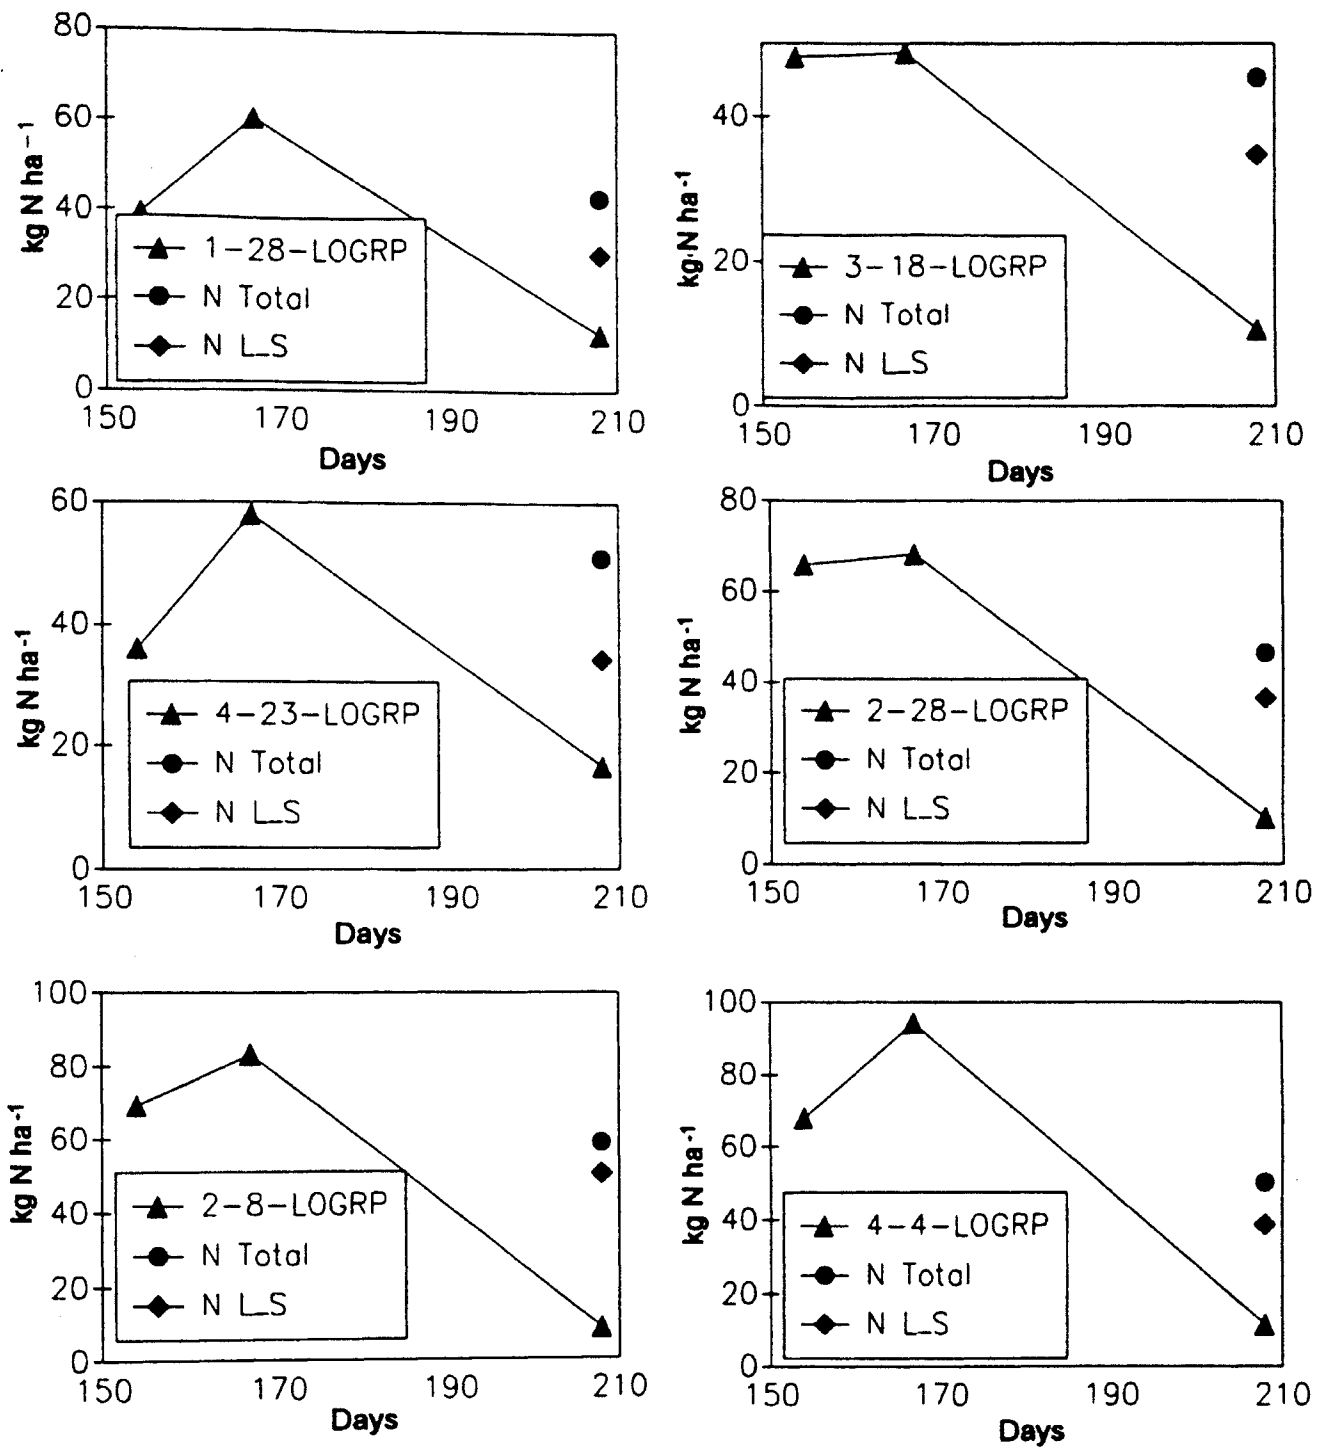 80
60
40
20
0
kg N ha⁻¹
1-28-LOGRP
N Total
N L_S
150 170 190 210
Days
40
20
0
kg N ha⁻¹
3-18-LOGRP
N Total
N L_S
150 170 190 210
Days
60
40
20
0
kg N ha⁻¹
4-23-LOGRP
N Total
N L_S
150 170 190 210
Days
80
60
40
20
0
kg N ha⁻¹
2-28-LOGRP
N Total
N L_S
150 170 190 210
Days
100
80
60
40
20
0
kg N ha⁻¹
2-8-LOGRP
N Total
N L_S
150 170 190 210
Days
100
80
60
40
20
0
kg N ha⁻¹
4-4-LOGRP
N Total
N L_S
150 170 190 210
Days